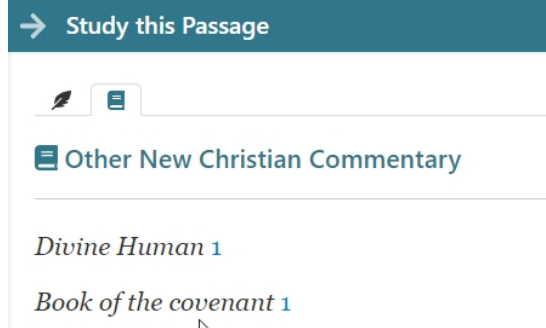 Study this Passage
Other New Christian Commentary
Divine Human 1
Book of the covenant 1